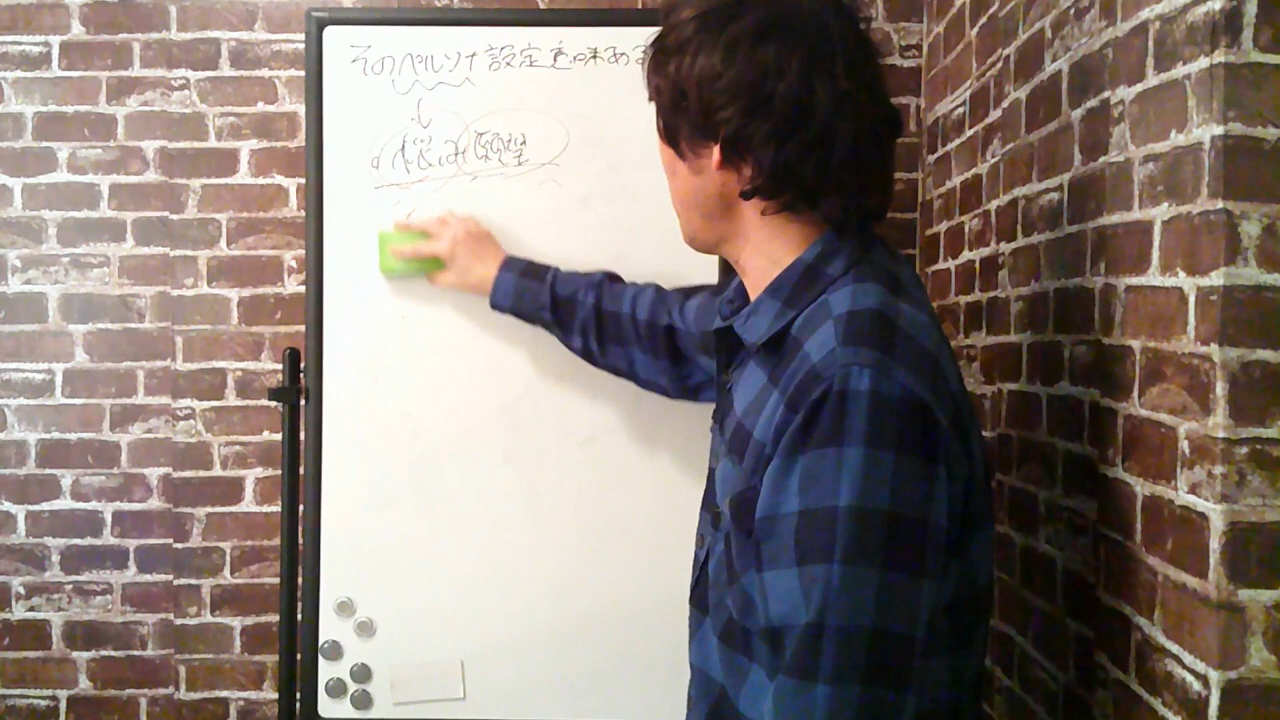 そのペルソナ設定意味ある
悩み 願望